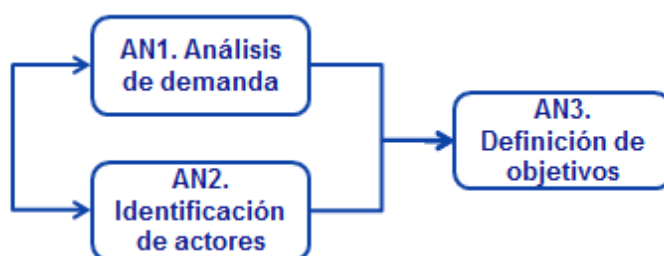 AN1. Análisis
de demanda
AN2.
Identificación
de actores
AN3.
Definición de
objetivos